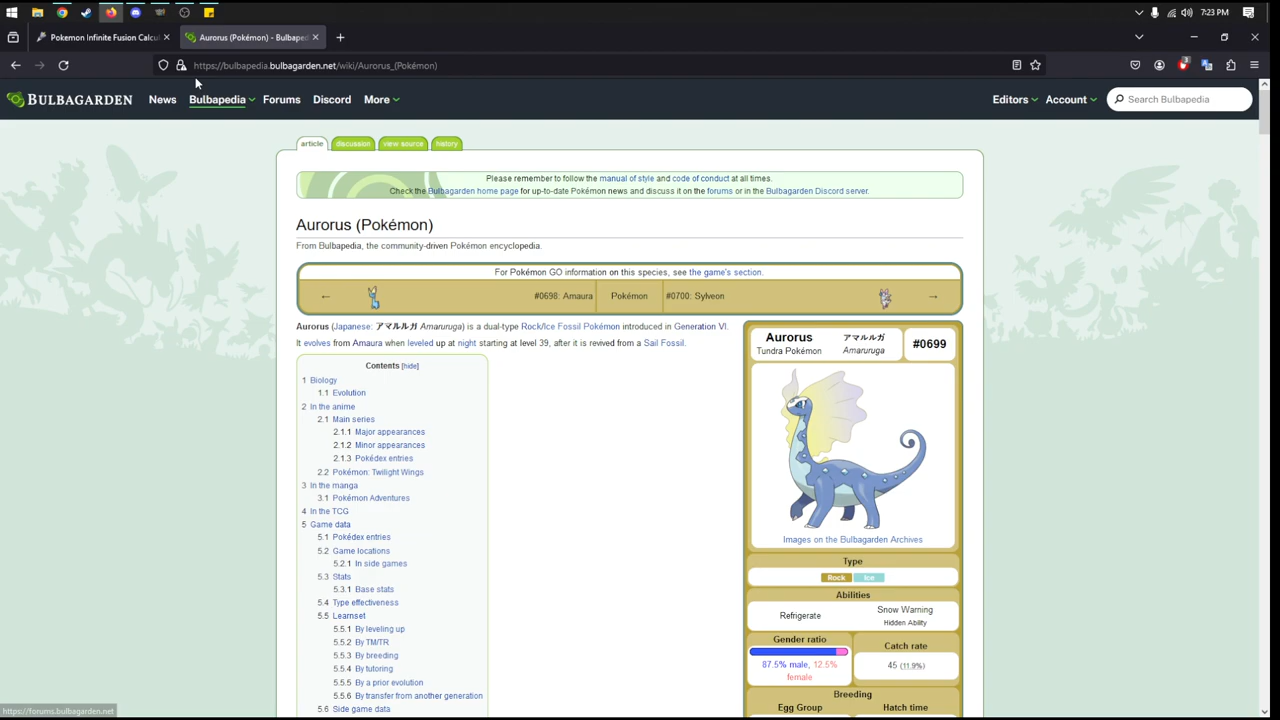 7:23 PM
Pokemon Infinite Fusion Calcu
Aurorus (Pokémon) - Bulbaped
https://bulbapedia.bulbagarden.net/wiki/Aurorus_(Pokémon)
BULBAGARDEN News Bulbapedia Forums Discord More Editors Account Search Bulbapedia
article discussion view source history
Please remember to follow the manual of style and code of conduct at all times.
Check the Bulbagarden home page for up-to-date Pokémon news and discuss it on the forums or in the Bulbagarden Discord server.
Aurorus (Pokémon)
From Bulbapedia, the community-driven Pokémon encyclopedia.
For Pokémon GO information on this species, see the game's section.
← #0698: Amaura Pokémon #0700: Sylveon →
Aurorus (Japanese: アマルルガ Amaruruga) is a dual-type Rock/Ice Fossil Pokémon introduced in Generation VI.
It evolves from Amaura when leveled up at night starting at level 39, after it is revived from a Sail Fossil.
Contents [hide]
1 Biology
1.1 Evolution
2 In the anime
2.1 Main series
2.1.1 Major appearances
2.1.2 Minor appearances
2.1.3 Pokédex entries
2.2 Pokémon: Twilight Wings
3 In the manga
3.1 Pokémon Adventures
4 In the TCG
5 Game data
5.1 Pokédex entries
5.2 Game locations
5.2.1 In side games
5.3 Stats
5.3.1 Base stats
5.4 Type effectiveness
5.5 Learnset
5.5.1 By leveling up
5.5.2 By TM/TR
5.5.3 By breeding
5.5.4 By tutoring
5.5.5 By a prior evolution
5.5.6 By transfer from another generation
5.6 Side game data
Aurorus アマルルガ #0699
Tundra Pokémon Amaruruga
Images on the Bulbagarden Archives
Type
Rock Ice
Abilities
Refrigerate Snow Warning
Hidden Ability
Gender ratio Catch rate
87.5% male, 12.5% 45 (11.9%)
female
Breeding
Egg Group Hatch time
https://forums.bulbagarden.net